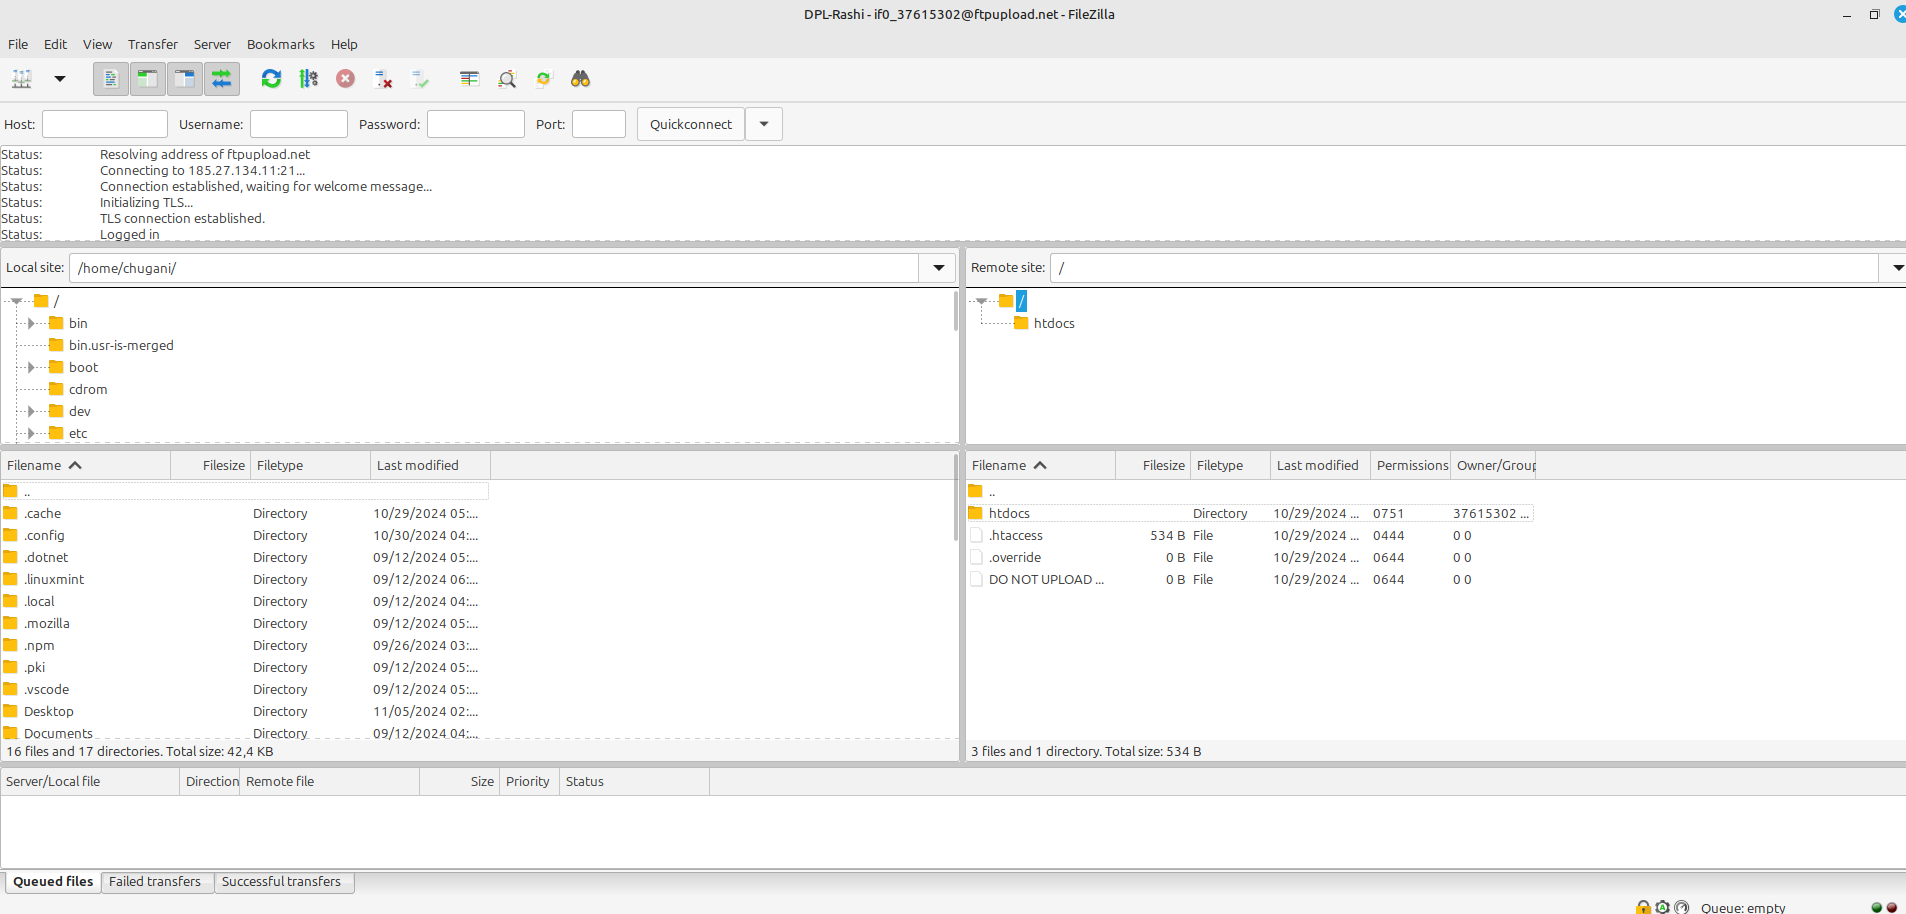 DPL-Rashi - if0_37615302@ftpupload.net - FileZilla
File Edit View Transfer Server Bookmarks Help
Host: Username: Password: Port: Quickconnect
Status: Resolving address of ftpupload.net
Status: Connecting to 185.27.134.11:21...
Status: Connection established, waiting for welcome message...
Status: Initializing TLS...
Status: TLS connection established.
Status: Logged in
Local site: /home/chugani/
/
bin
bin.usr-is-merged
boot
cdrom
dev
etc
Filename Filesize Filetype Last modified
..
.cache Directory 10/29/2024 05:...
.config Directory 10/30/2024 04:...
.dotnet Directory 09/12/2024 05:...
.linuxmint Directory 09/12/2024 06:...
.local Directory 09/12/2024 04:...
.mozilla Directory 09/12/2024 05:...
.npm Directory 09/26/2024 03:...
.pki Directory 09/12/2024 05:...
.vscode Directory 09/12/2024 05:...
Desktop Directory 11/05/2024 02:...
Documents Directory 09/12/2024 04:...
16 files and 17 directories. Total size: 42,4 KB
Remote site: /
/
htdocs
Filename Filesize Filetype Last modified Permissions Owner/Group
..
htdocs Directory 10/29/2024 ... 0751 37615302 ...
.htaccess 534 B File 10/29/2024 ... 0444 0 0
.override 0 B File 10/29/2024 ... 0644 0 0
DO NOT UPLOAD ... 0 B File 10/29/2024 ... 0644 0 0
3 files and 1 directory. Total size: 534 B
Server/Local file Direction Remote file Size Priority Status
Queued files Failed transfers Successful transfers
Queue: empty